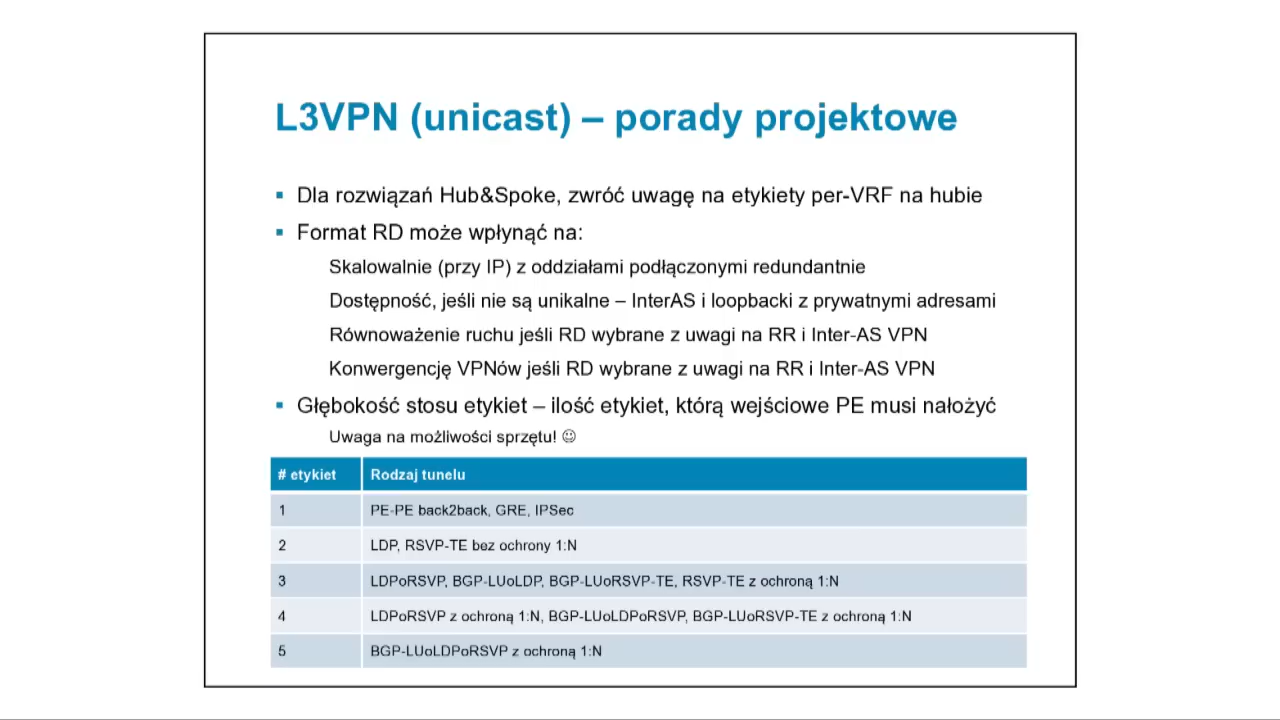 L3VPN (unicast) – porady projektowe
Dla rozwiązań Hub&Spoke, zwróć uwagę na etykiety per-VRF na hubie
Format RD może wpłynąć na:
Skalowalnie (przy IP) z oddziałami podłączonymi redundantnie
Dostępność, jeśli nie są unikalne – InterAS i loopbacki z prywatnymi adresami
Równoważenie ruchu jeśli RD wybrane z uwagi na RR i Inter-AS VPN
Konwergencję VPNów jeśli RD wybrane z uwagi na RR i Inter-AS VPN
Głębokość stosu etykiet – ilość etykiet, którą wejściowe PE musi nałożyć
Uwaga na możliwości sprzętu! ☺
# etykiet Rodzaj tunelu
1 PE-PE back2back, GRE, IPSec
2 LDP, RSVP-TE bez ochrony 1:N
3 LDPoRSVP, BGP-LUoLDP, BGP-LUoRSVP-TE, RSVP-TE z ochroną 1:N
4 LDPoRSVP z ochroną 1:N, BGP-LUoLDPoRSVP, BGP-LUoRSVP-TE z ochroną 1:N
5 BGP-LUoLDPoRSVP z ochroną 1:N